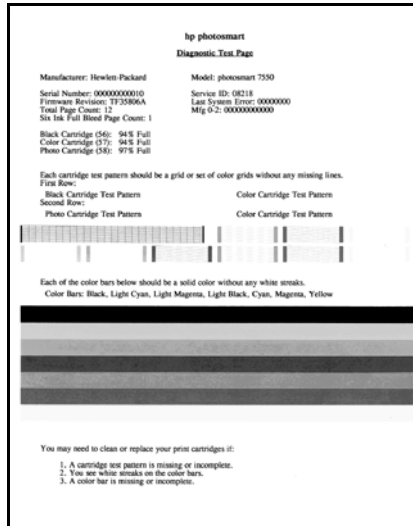 hp photosmart
Diagnostic Test Page
Manufacturer: Hewlett-Packard Model: photosmart 7550
Serial Number: 000000000010 Service ID: 08218
Firmware Revision: TF35806A Last System Error: 00000000
Total Page Count: 12 Mfg 0-2: 000000000000
Six Ink Full Bleed Page Count: 1
Black Cartridge (56): 94% Full
Color Cartridge (57): 94% Full
Photo Cartridge (58): 97% Full
Each cartridge test pattern should be a grid or set of color grids without any missing lines.
First Row:
Black Cartridge Test Pattern Color Cartridge Test Pattern
Second Row:
Photo Cartridge Test Pattern Color Cartridge Test Pattern
Each of the color bars below should be a solid color without any white streaks.
Color Bars: Black, Light Cyan, Light Magenta, Light Black, Cyan, Magenta, Yellow
You may need to clean or replace your print cartridges if:
1. A cartridge test pattern is missing or incomplete.
2. You see white streaks on the color bars.
3. A color bar is missing or incomplete.